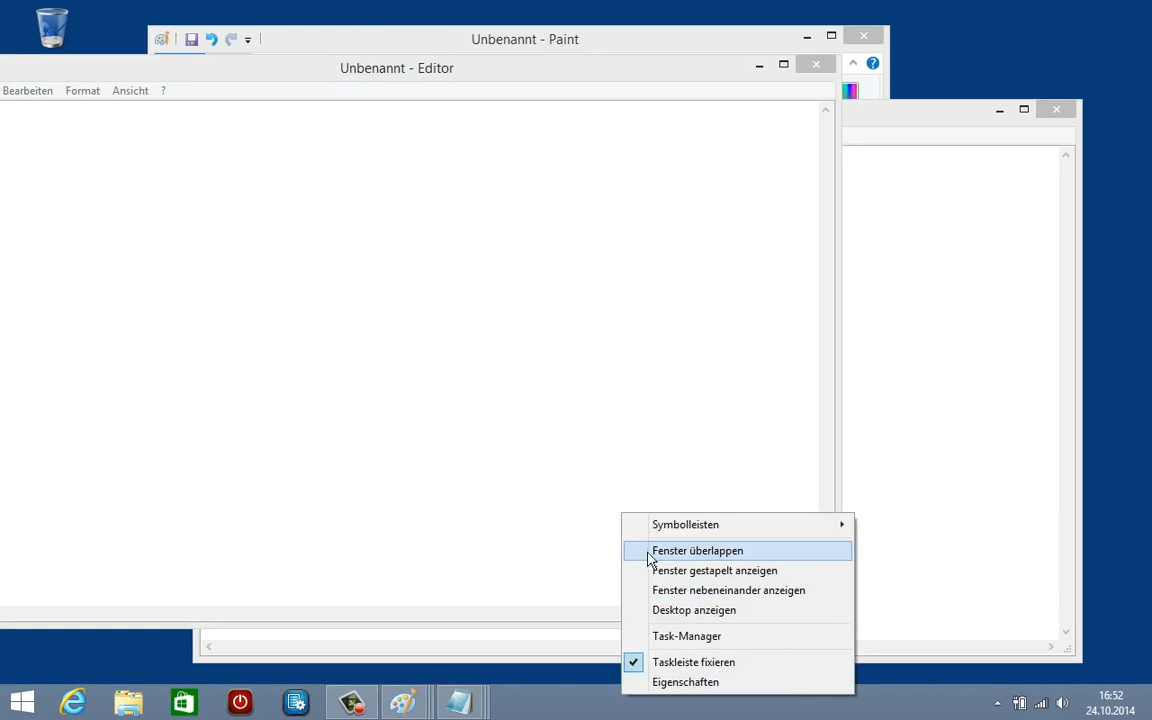 Unbenannt - Paint
Unbenannt - Editor
Bearbeiten Format Ansicht ?
Symbolleisten
Fenster überlappen
Fenster gestapelt anzeigen
Fenster nebeneinander anzeigen
Desktop anzeigen
Task-Manager
Taskleiste fixieren
Eigenschaften
16:52
24.10.2014